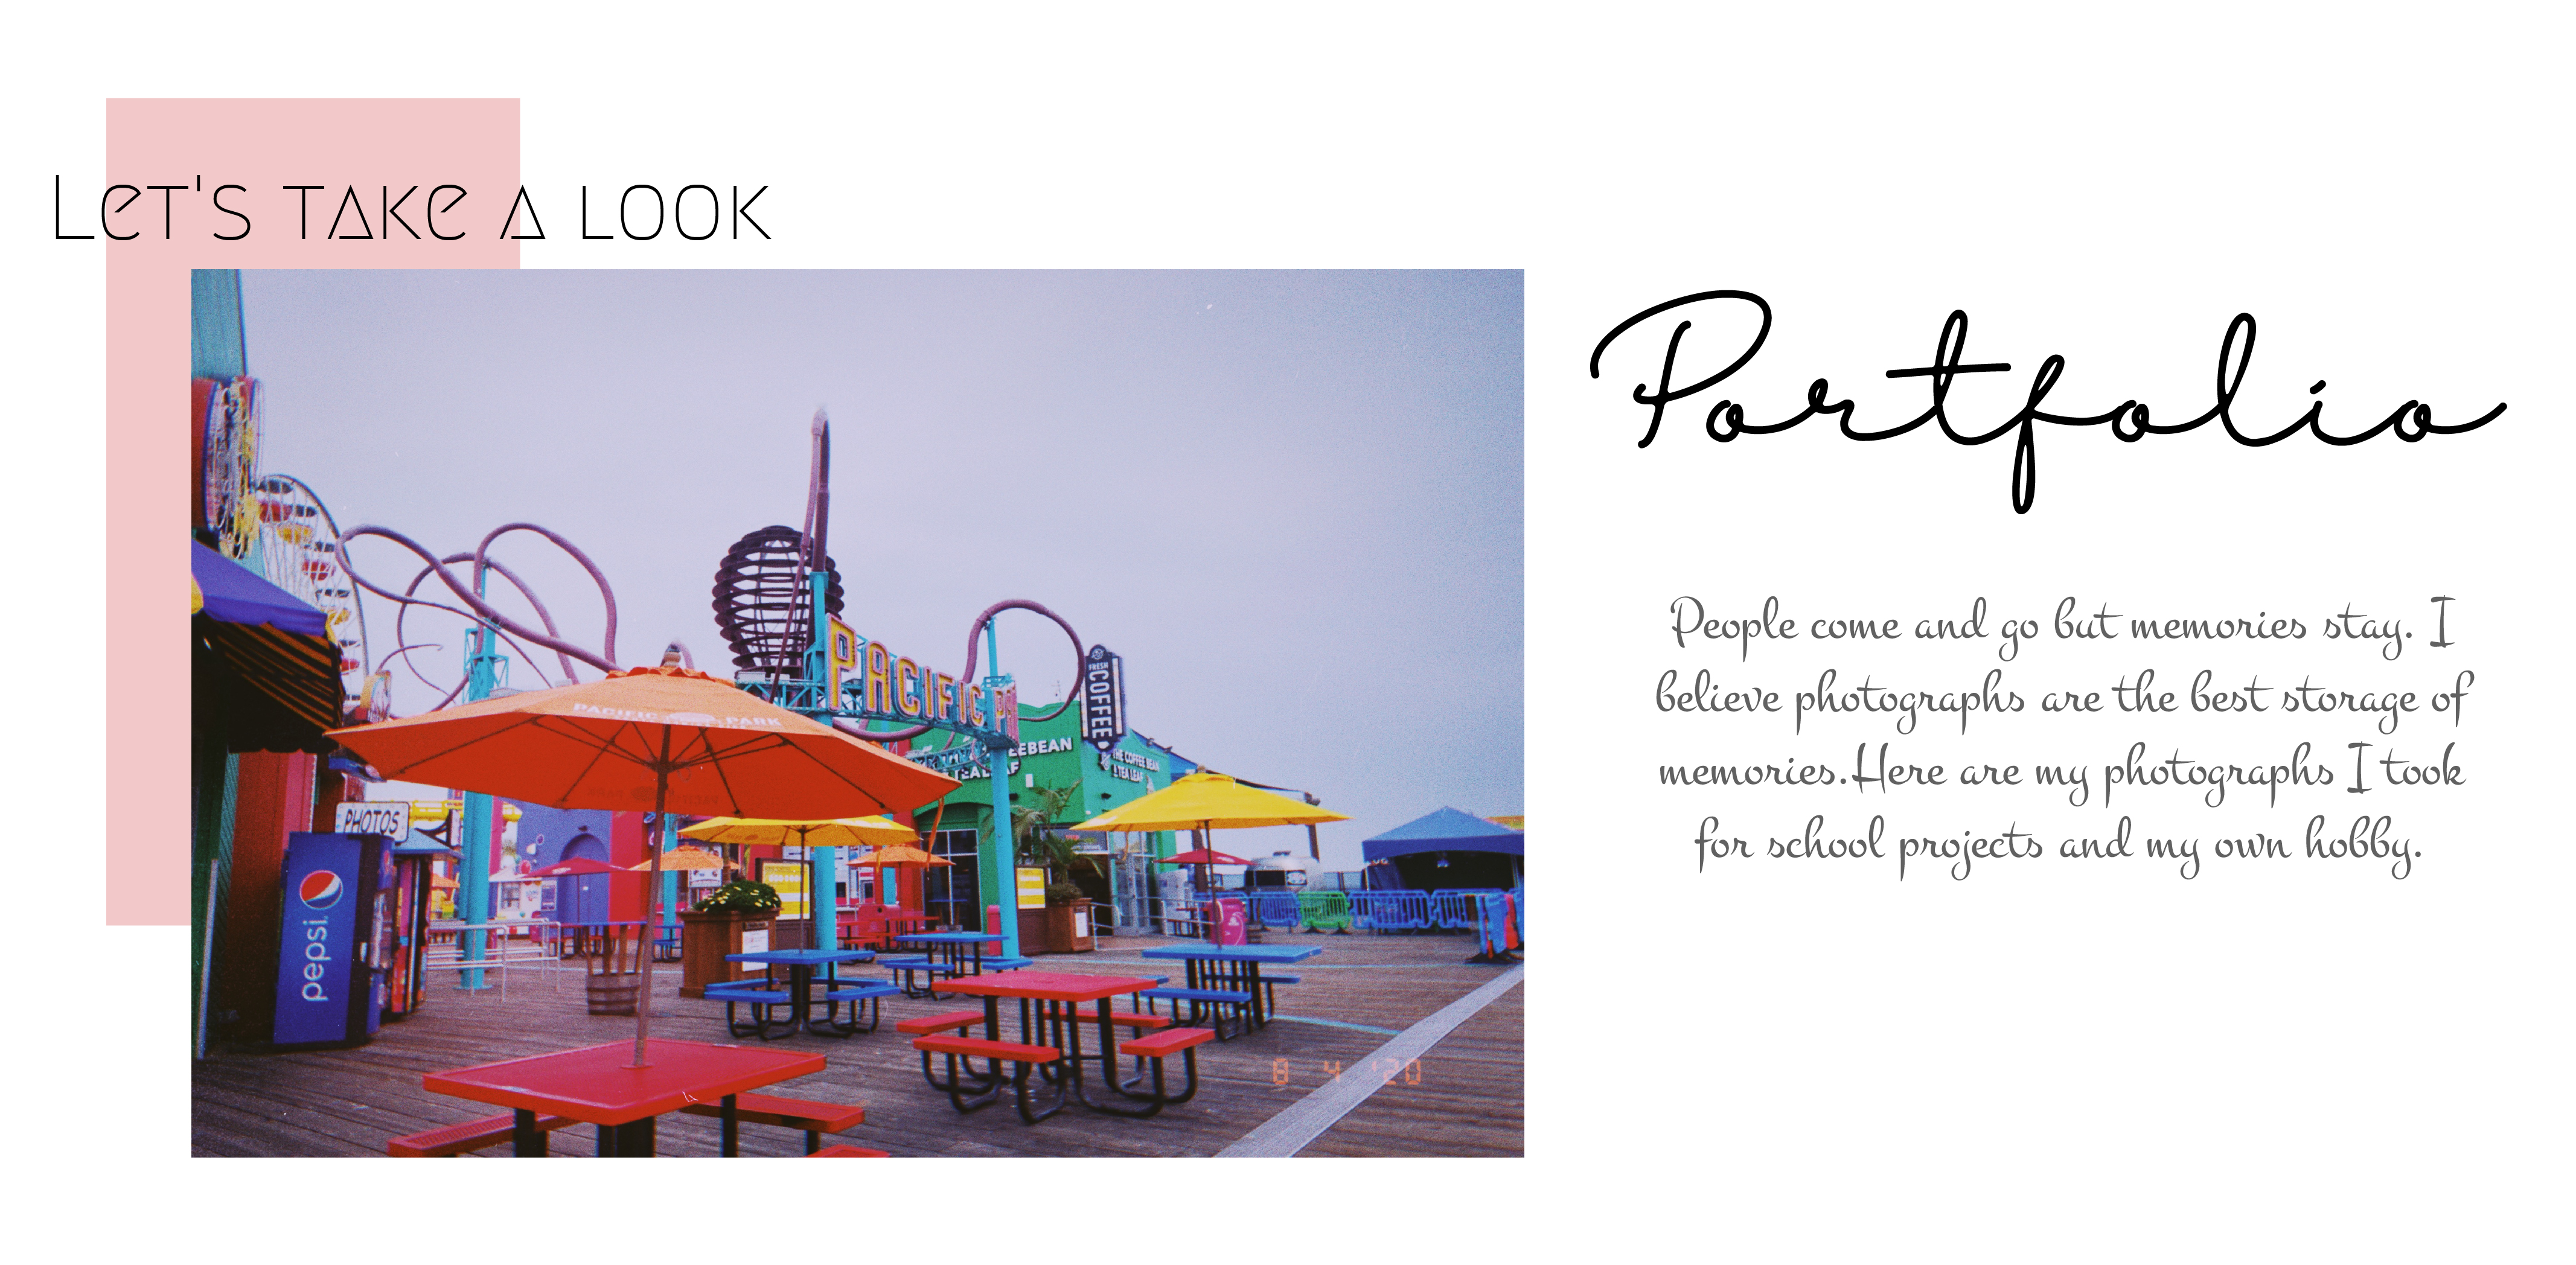 Let's take a look
Portfolio
People come and go but memories stay. I
believe photographs are the best storage of
memories.Here are my photographs I took
for school projects and my own hobby.
PACIFIC
FRESH
COFFEE
PACIFIC PARK
THE COFFEE BEAN
& TEA LEAF
PHOTOS
pepsi
8 4 '20